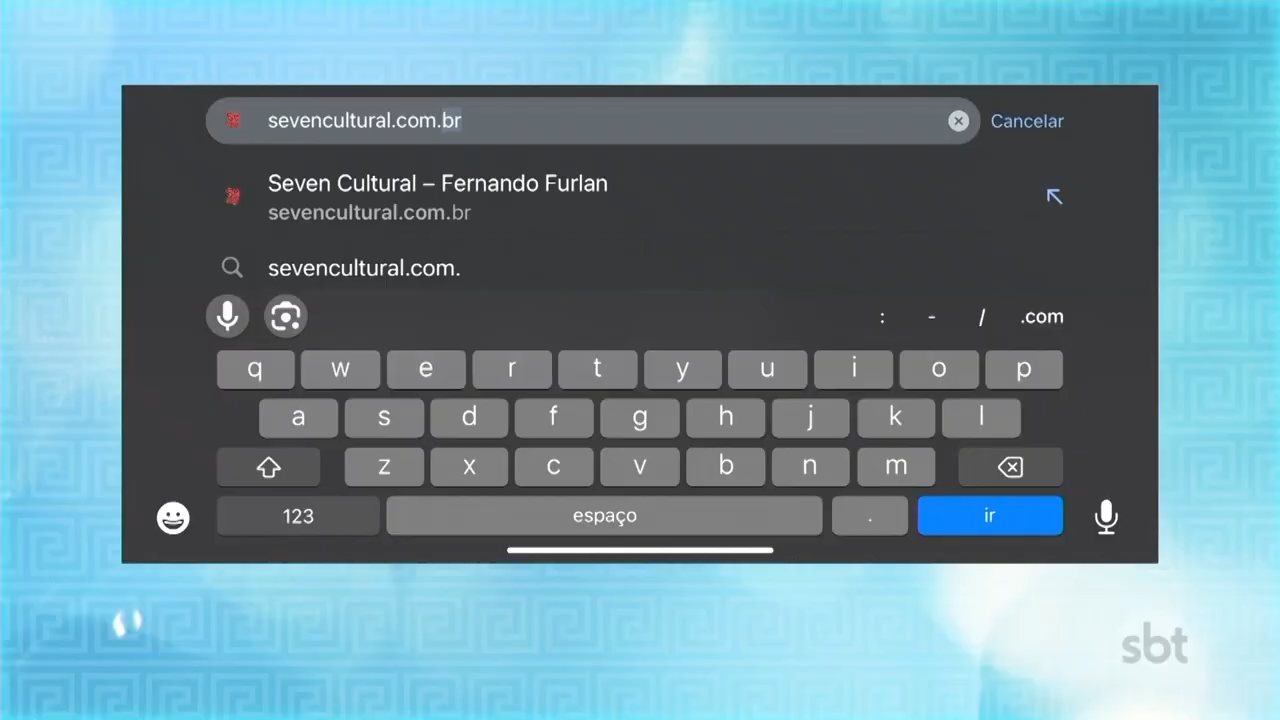 sevencultural.com.br
Cancelar
Seven Cultural – Fernando Furlan
sevencultural.com.br
sevencultural.com.
: - / .com
q w e r t y u i o p
a s d f g h j k l
z x c v b n m
123 espaço . ir
sbt